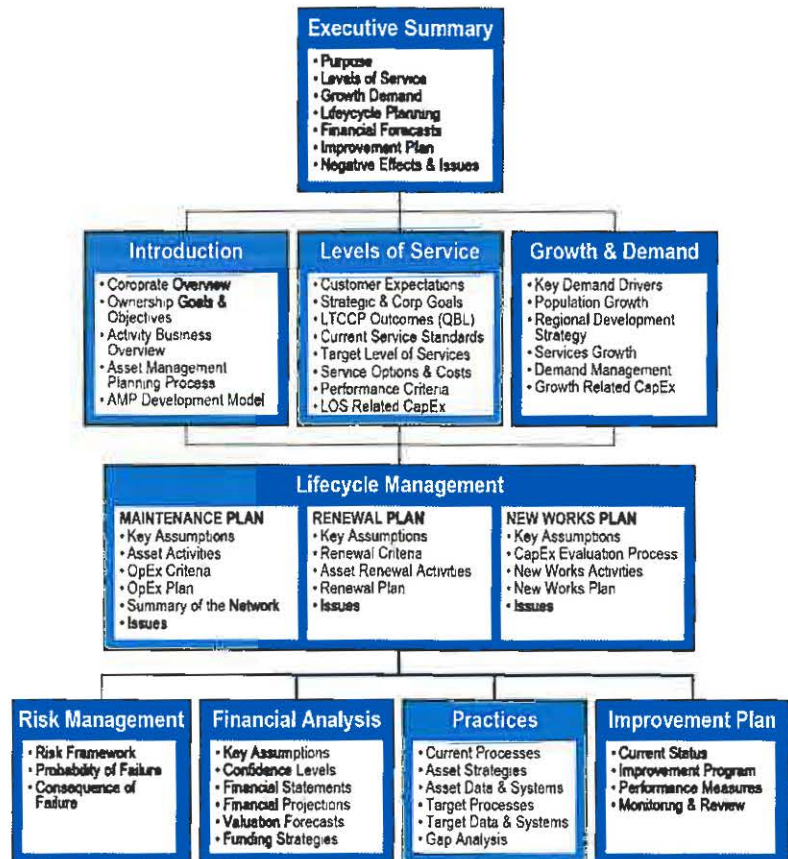 Executive Summary
• Purpose
• Levels of Service
• Growth Demand
• Lifeycycle Planning
• Financial Forecasts
• Improvement Plan
• Negative Effects & Issues
Introduction
• Coroprate Overview
• Ownership Goals &
Objectives
• Activity Business
Overview
• Asset Management
Planning Process
• AMP Development Model
Levels of Service
• Customer Expectations
• Strategic & Corp Goals
• LTCCP Outcomes (QBL)
• Current Service Standards
• Target Level of Services
• Service Options & Costs
• Performance Criteria
• LOS Related CapEx
Growth & Demand
• Key Demand Drivers
• Population Growth
• Regional Development
Strategy
• Services Growth
• Demand Management
• Growth Related CapEx
Lifecycle Management
MAINTENANCE PLAN
• Key Assumptions
• Asset Activities
• OpEx Criteria
• OpEx Plan
• Summary of the Network
• Issues
RENEWAL PLAN
• Key Assumptions
• Renewal Criteria
• Asset Renewal Activities
• Renewal Plan
• Issues
NEW WORKS PLAN
• Key Assumptions
• CapEx Evaluation Process
• New Works Activities
• New Works Plan
• Issues
Risk Management
• Risk Framework
• Probability of Failure
• Consequence of
Failure
Financial Analysis
• Key Assumptions
• Confidence Levels
• Financial Statements
• Financial Projections
• Valuation Forecasts
• Funding Strategies
Practices
• Current Processes
• Asset Strategies
• Asset Data & Systems
• Target Processes
• Target Data & Systems
• Gap Analysis
Improvement Plan
• Current Status
• Improvement Program
• Performance Measures
• Monitoring & Review